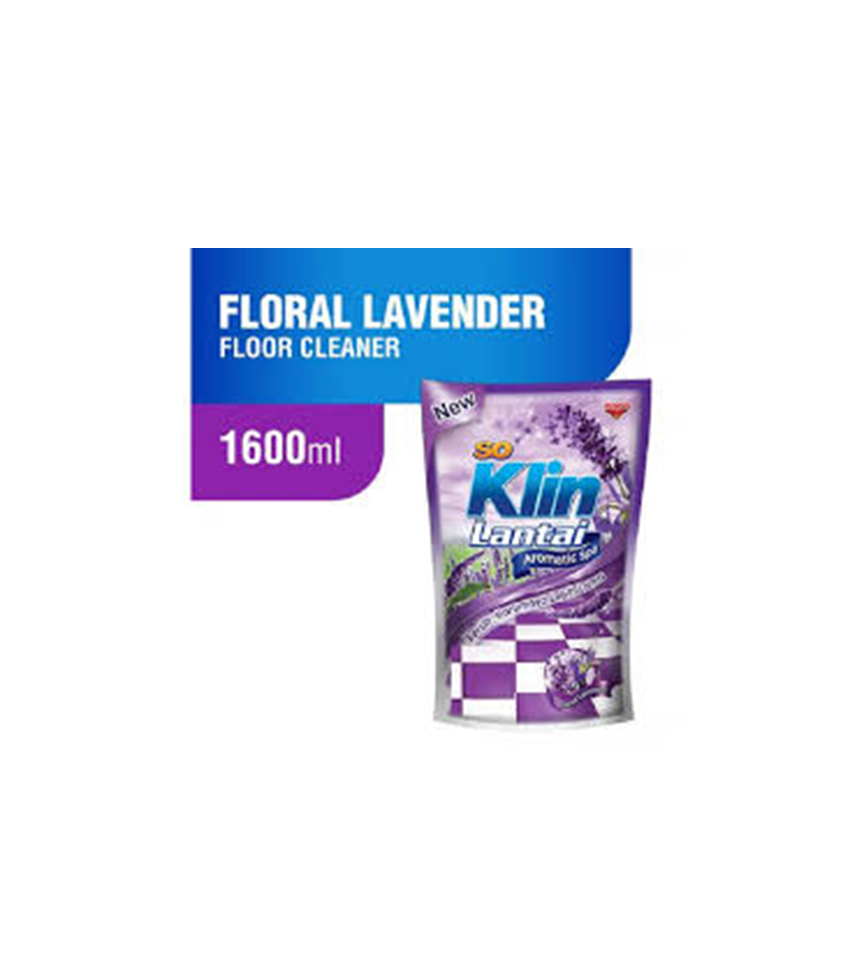 FLORAL LAVENDER
FLOOR CLEANER
1600ml
New
SO
Klin
Lantai
Aromatic Spa